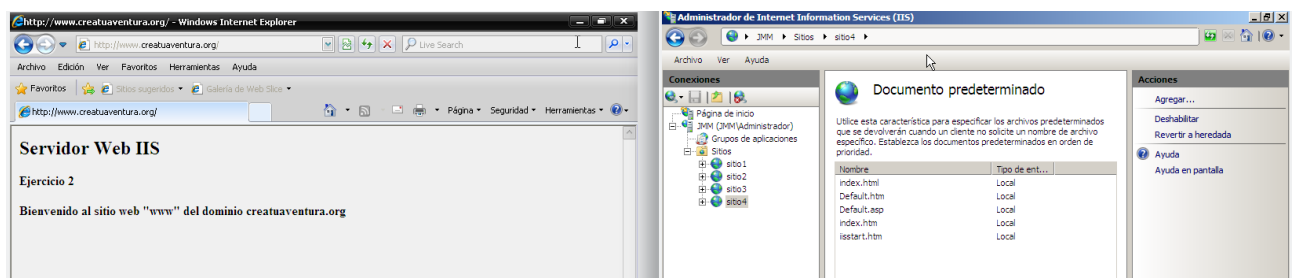 http://www.creatuaventura.org/ - Windows Internet Explorer
http://www.creatuaventura.org/
Live Search
Archivo Edición Ver Favoritos Herramientas Ayuda
Favoritos Sitios sugeridos Galería de Web Slice
http://www.creatuaventura.org/
Página Seguridad Herramientas
Servidor Web IIS
Ejercicio 2
Bienvenido al sitio web "www" del dominio creatuaventura.org
Administrador de Internet Information Services (IIS)
JMM Sitios sitio4
Archivo Ver Ayuda
Conexiones
Página de inicio
JMM (JMM\Administrador)
Grupos de aplicaciones
Sitios
sitio1
sitio2
sitio3
sitio4
Documento predeterminado
Utilice esta característica para especificar los archivos predeterminados
que se devolverán cuando un cliente no solicite un nombre de archivo
específico. Establezca los documentos predeterminados en orden de
prioridad.
Nombre Tipo de ent...
index.html Local
Default.htm Local
Default.asp Local
index.htm Local
iisstart.htm Local
Acciones
Agregar...
Deshabilitar
Revertir a heredada
Ayuda
Ayuda en pantalla